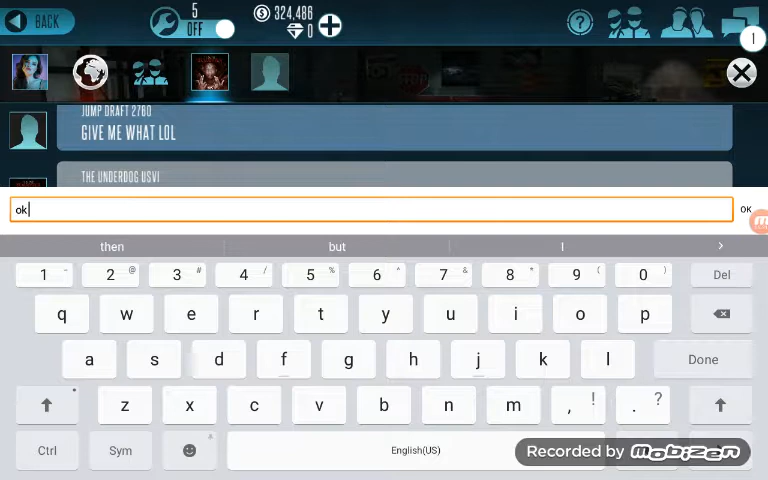 BACK
5
OFF
324,486
0
1
JUMP DRAFT 2760
GIVE ME WHAT LOL
THE UNDERDOG USVI
ok
OK
then but I >
1 - 2 @ 3 # 4 / 5 % 6 ^ 7 & 8 * 9 ( 0 ) Del
q w e r t y u i o p
a s d f g h j k l Done
z x c v b n m , ! . ?
Ctrl Sym English(US)
Recorded by mobizen